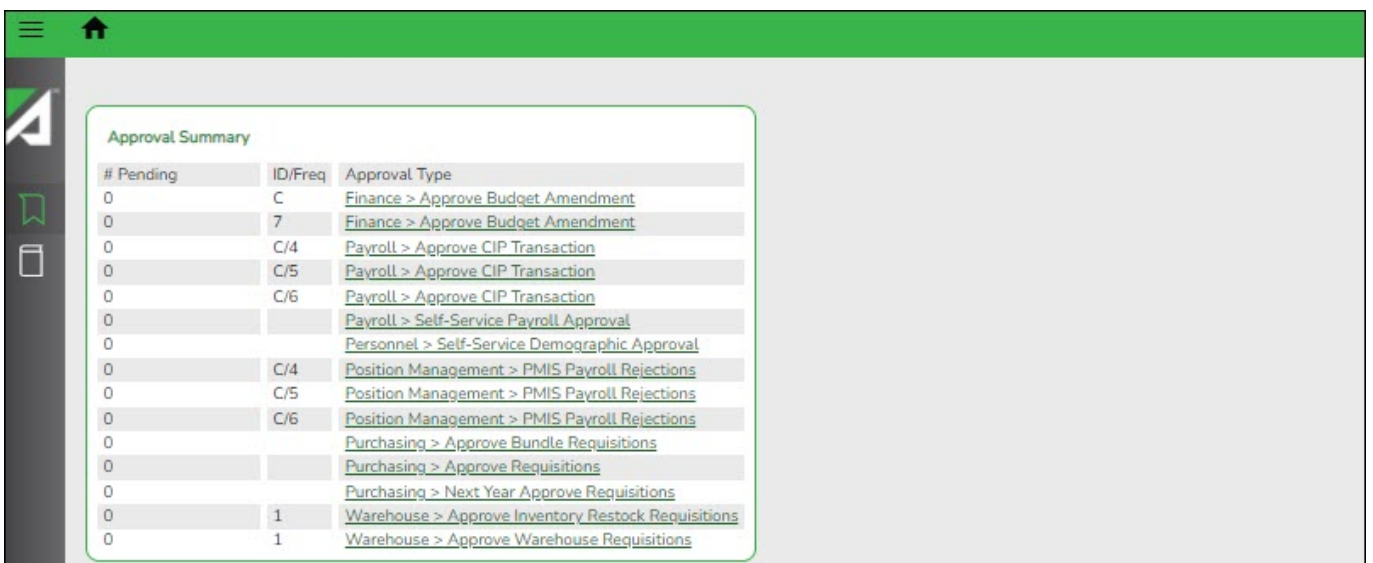 Approval Summary
# Pending ID/Freq Approval Type
0 C Finance > Approve Budget Amendment
0 7 Finance > Approve Budget Amendment
0 C/4 Payroll > Approve CIP Transaction
0 C/5 Payroll > Approve CIP Transaction
0 C/6 Payroll > Approve CIP Transaction
0 Payroll > Self-Service Payroll Approval
0 Personnel > Self-Service Demographic Approval
0 C/4 Position Management > PMIS Payroll Rejections
0 C/5 Position Management > PMIS Payroll Rejections
0 C/6 Position Management > PMIS Payroll Rejections
0 Purchasing > Approve Bundle Requisitions
0 Purchasing > Approve Requisitions
0 Purchasing > Next Year Approve Requisitions
0 1 Warehouse > Approve Inventory Restock Requisitions
0 1 Warehouse > Approve Warehouse Requisitions